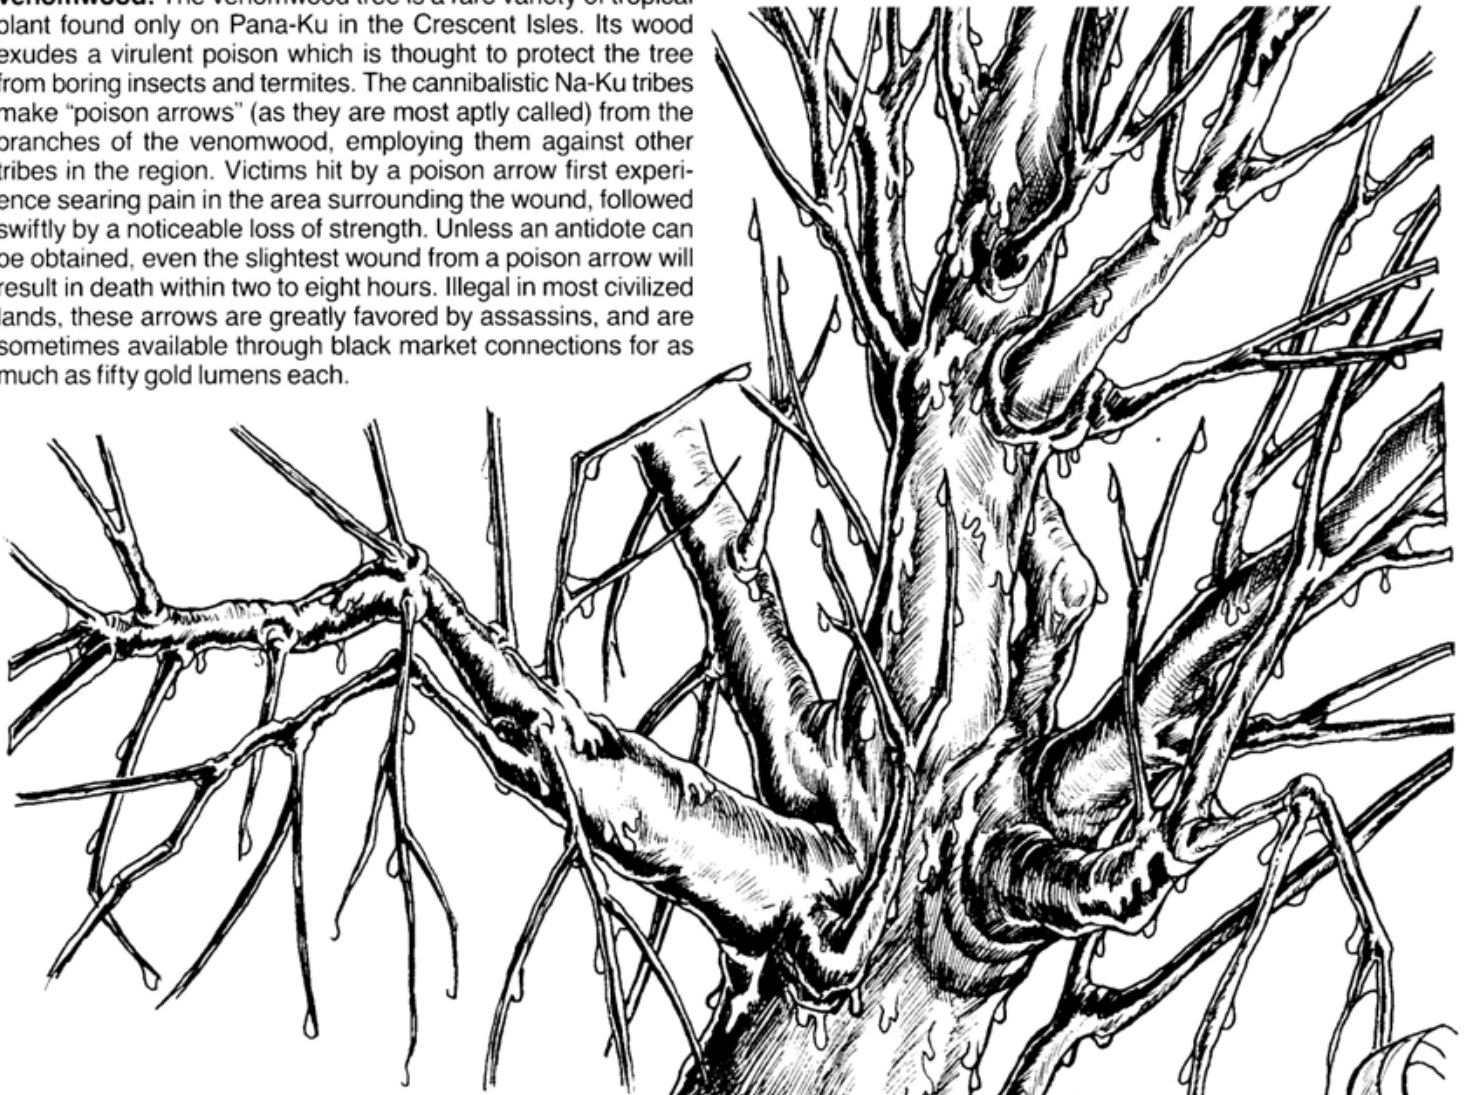 Venomwood: The venomwood tree is a rare variety of tropical
plant found only on Pana-Ku in the Crescent Isles. Its wood
exudes a virulent poison which is thought to protect the tree
from boring insects and termites. The cannibalistic Na-Ku tribes
make “poison arrows” (as they are most aptly called) from the
branches of the venomwood, employing them against other
tribes in the region. Victims hit by a poison arrow first experi-
ence searing pain in the area surrounding the wound, followed
swiftly by a noticeable loss of strength. Unless an antidote can
be obtained, even the slightest wound from a poison arrow will
result in death within two to eight hours. Illegal in most civilized
lands, these arrows are greatly favored by assassins, and are
sometimes available through black market connections for as
much as fifty gold lumens each.